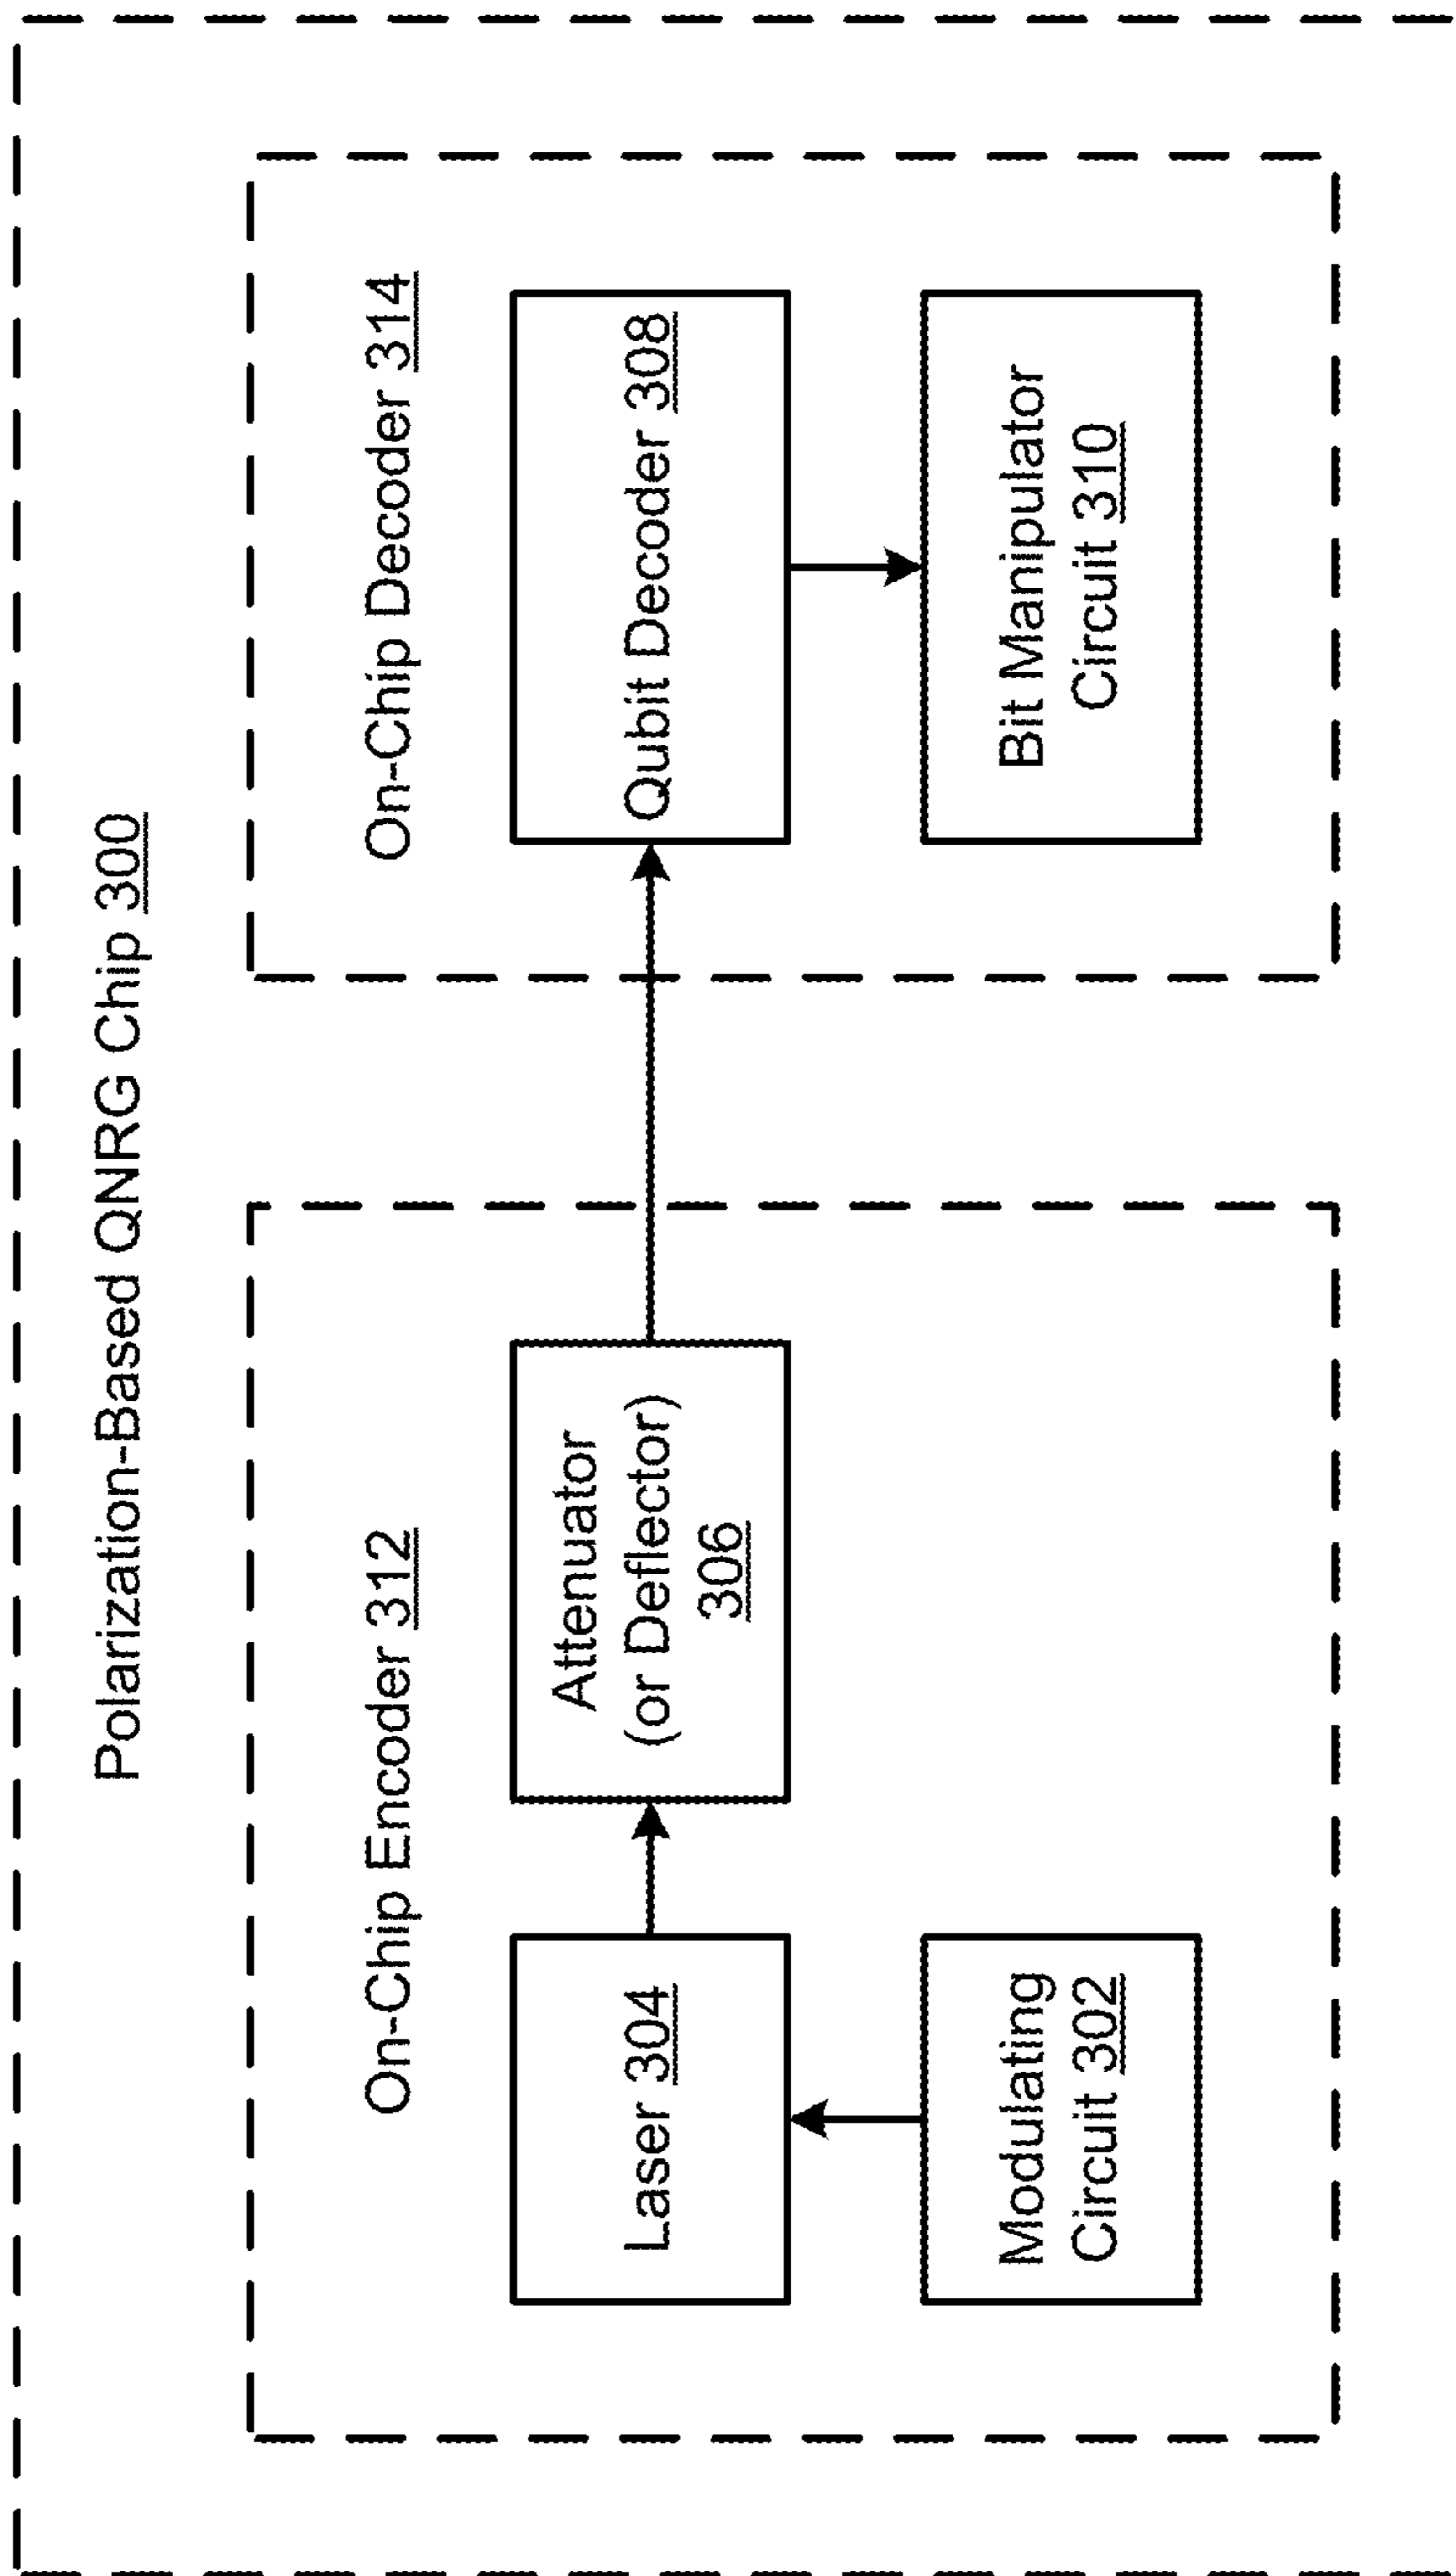 Polarization-Based QNRG Chip 300
On-Chip Encoder 312
Laser 304
Attenuator
(or Deflector)
306
Modulating
Circuit 302
On-Chip Decoder 314
Qubit Decoder 308
Bit Manipulator
Circuit 310